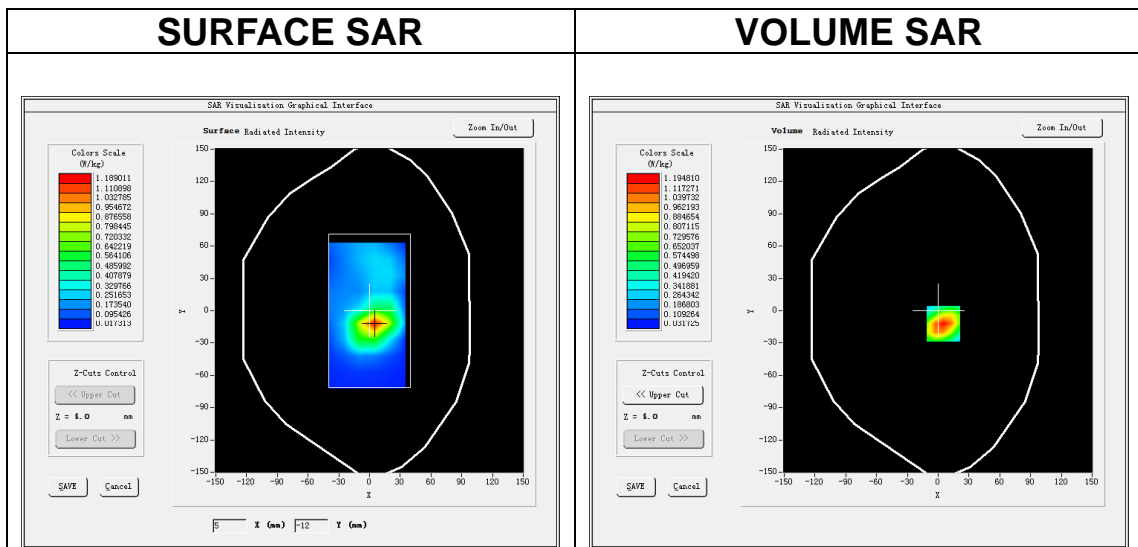 SURFACE SAR
VOLUME SAR
SAR Visualisation Graphical Interface
Surface Radiated Intensity
Zoom In/Out
Colors Scale
(W/kg)
1.189011
1.110898
1.032785
0.954672
0.876558
0.798445
0.720332
0.642219
0.564106
0.485992
0.407879
0.329766
0.251653
0.173540
0.095426
0.017313
150
120
90
60
30
0
-30
-60
-90
-120
-150
Y
-150 -120 -90 -60 -30 0 30 60 90 120 150
X
Z-Cuts Control
<< Upper Cut
Z = 4.0 mm
Lower Cut >>
SAVE Cancel
5 X (mm) -12 Y (mm)
SAR Visualisation Graphical Interface
Volume Radiated Intensity
Zoom In/Out
Colors Scale
(W/kg)
1.194810
1.117271
1.039732
0.962193
0.884654
0.807115
0.729576
0.652037
0.574498
0.496959
0.419420
0.341881
0.264342
0.186803
0.109264
0.031725
150
120
90
60
30
0
-30
-60
-90
-120
-150
Y
-150 -120 -90 -60 -30 0 30 60 90 120 150
X
Z-Cuts Control
<< Upper Cut
Z = 4.0 mm
Lower Cut >>
SAVE Cancel